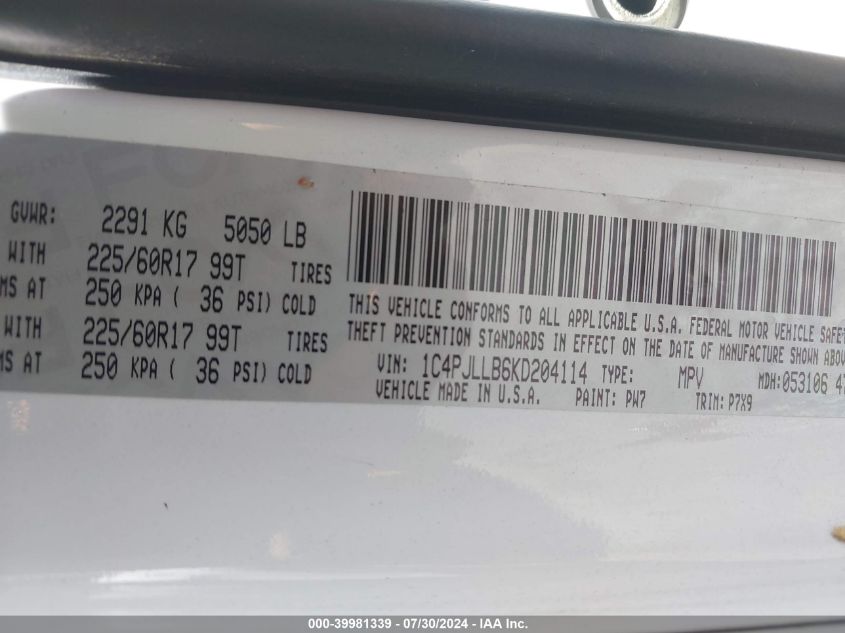 GVWR: 2291 KG 5050 LB
WITH 225/60R17 99T TIRES
MS AT 250 KPA ( 36 PSI) COLD
WITH 225/60R17 99T TIRES
MS AT 250 KPA ( 36 PSI) COLD
THIS VEHICLE CONFORMS TO ALL APPLICABLE U.S.A. FEDERAL MOTOR VEHICLE SAFE
THEFT PREVENTION STANDARDS IN EFFECT ON THE DATE OF MANUFACTURE SHOWN ABOV
VIN: 1C4PJLLB6KD204114 TYPE: MPV MDH:053106 4
VEHICLE MADE IN U.S.A. PAINT: PW7 TRIM: P7X9
000-39981339 - 07/30/2024 - IAA Inc.